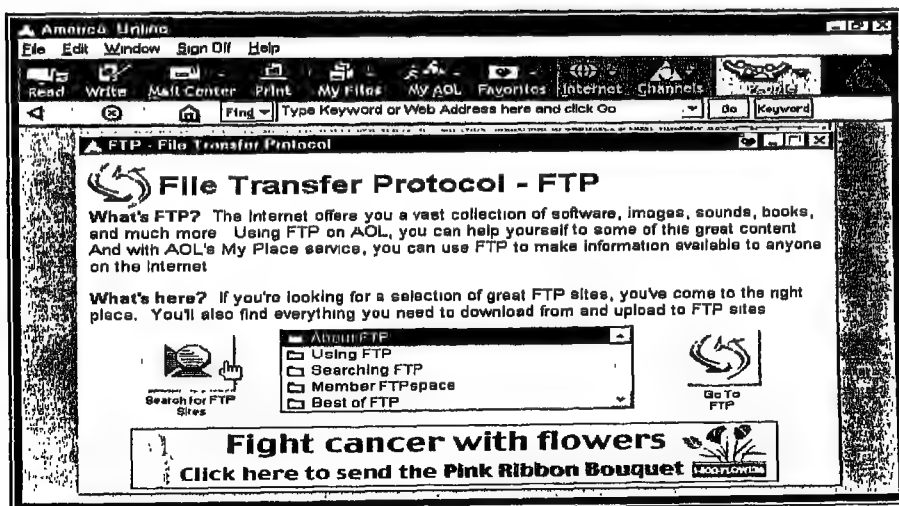 America Online
File Edit Window Sign Off Help
Read Write Mail Center Print My Files My AOL Favorites Internet Channels People
Find Type Keyword or Web Address here and click Go Go Keyword
FTP - File Transfer Protocol
File Transfer Protocol - FTP
What's FTP? The Internet offers you a vast collection of software, images, sounds, books,
and much more Using FTP on AOL, you can help yourself to some of this great content
And with AOL's My Place service, you can use FTP to make information available to anyone
on the Internet
What's here? If you're looking for a selection of great FTP sites, you've come to the right
place. You'll also find everything you need to download from and upload to FTP sites
About FTP
Using FTP
Searching FTP
Member FTPspace
Best of FTP
Search for FTP
Sites
Go To
FTP
Fight cancer with flowers
Click here to send the Pink Ribbon Bouquet